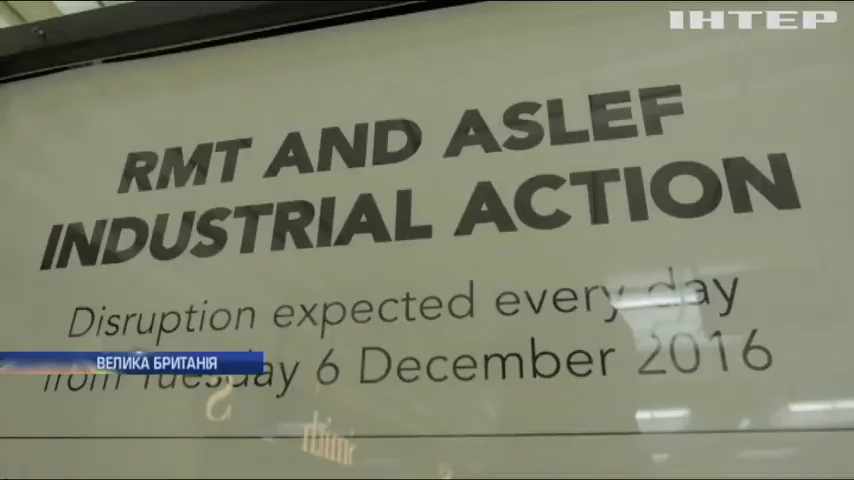 ІНТЕР
RMT AND ASLEF
INDUSTRIAL ACTION
Disruption expected every day
from Tuesday 6 December 2016
ВЕЛИКА БРИТАНІЯ